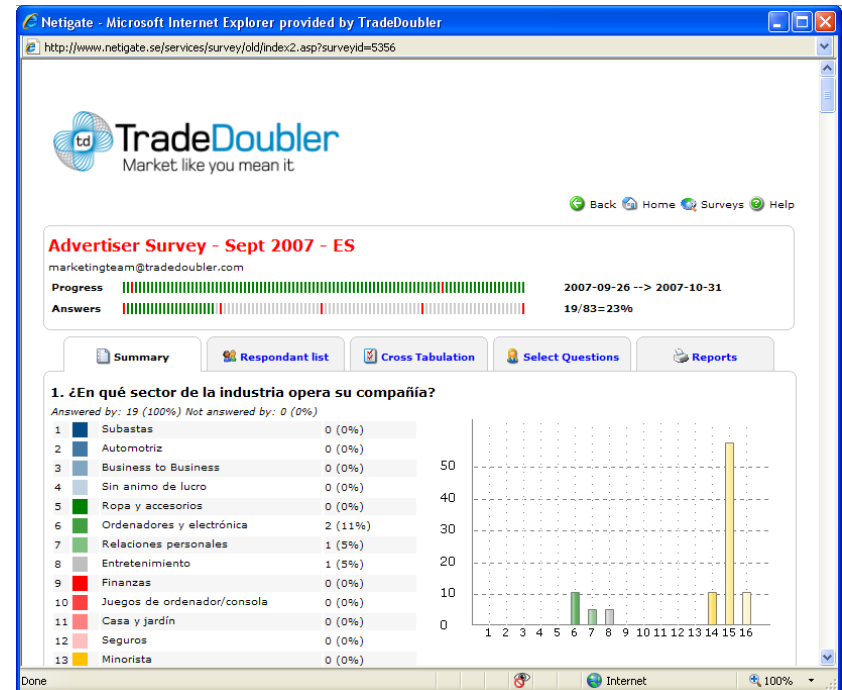 Netigate - Microsoft Internet Explorer provided by TradeDoubler
http://www.netigate.se/services/survey/old/index2.asp?surveyid=5356
td TradeDoubler
Market like you mean it
Back Home Surveys Help
Advertiser Survey - Sept 2007 - ES
marketingteam@tradedoubler.com
Progress 2007-09-26 --> 2007-10-31
Answers 19/83=23%
Summary Respondant list Cross Tabulation Select Questions Reports
1. ¿En qué sector de la industria opera su compañía?
Answered by: 19 (100%) Not answered by: 0 (0%)
1 Subastas 0 (0%)
2 Automotriz 0 (0%)
3 Business to Business 0 (0%)
4 Sin animo de lucro 0 (0%)
5 Ropa y accesorios 0 (0%)
6 Ordenadores y electrónica 2 (11%)
7 Relaciones personales 1 (5%)
8 Entretenimiento 1 (5%)
9 Finanzas 0 (0%)
10 Juegos de ordenador/consola 0 (0%)
11 Casa y jardín 0 (0%)
12 Seguros 0 (0%)
13 Minorista 0 (0%)
50
40
30
20
10
0
1 2 3 4 5 6 7 8 9 10 11 12 13 14 15 16
Done Internet 100%